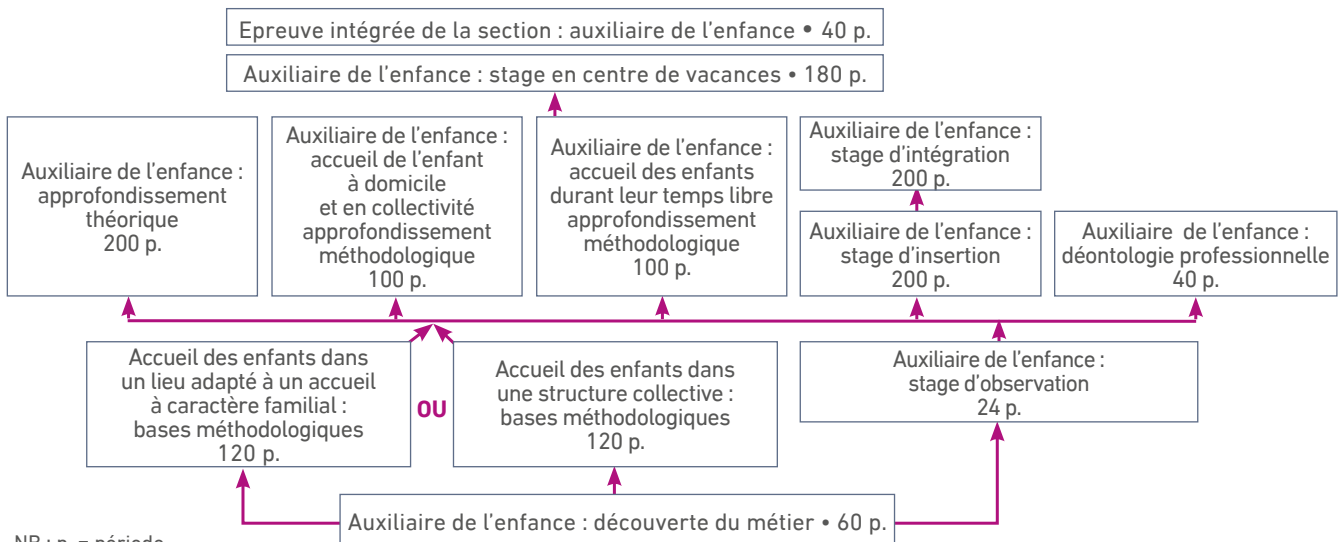 Epreuve intégrée de la section : auxiliaire de l'enfance • 40 p.
Auxiliaire de l'enfance : stage en centre de vacances • 180 p.
Auxiliaire de l'enfance :
approfondissement
théorique
200 p.
Auxiliaire de l'enfance :
accueil de l'enfant
à domicile
et en collectivité
approfondissement
méthodologique
100 p.
Auxiliaire de l'enfance :
accueil des enfants
durant leur temps libre
approfondissement
méthodologique
100 p.
Auxiliaire de l'enfance :
stage d'intégration
200 p.
Auxiliaire de l'enfance :
stage d'insertion
200 p.
Auxiliaire de l'enfance :
déontologie professionnelle
40 p.
Accueil des enfants dans
un lieu adapté à un accueil
à caractère familial :
bases méthodologiques
120 p.
OU
Accueil des enfants dans
une structure collective :
bases méthodologiques
120 p.
Auxiliaire de l'enfance :
stage d'observation
24 p.
Auxiliaire de l'enfance : découverte du métier • 60 p.
NB : p. = période